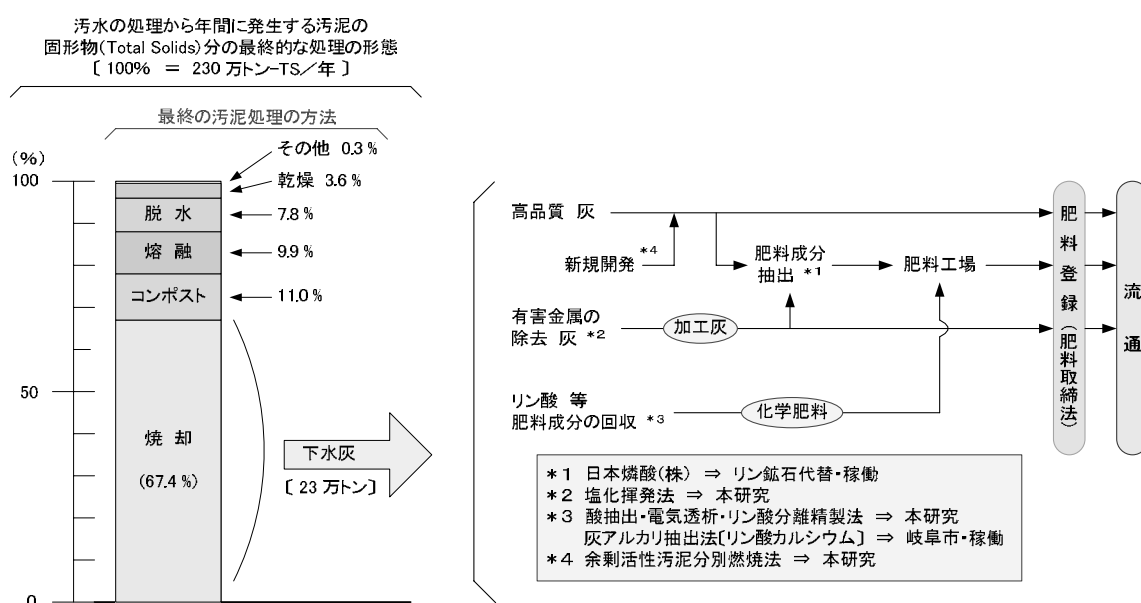 汚水の処理から年間に発生する汚泥の
固形物(Total Solids)分の最終的な処理の形態
〔 100% ＝ 230 万トン-TS／年 〕
最終の汚泥処理の方法
(%)
100
50
0
その他 0.3 %
乾燥 3.6 %
脱 水
7.8 %
熔 融
9.9 %
コンポスト
11.0 %
焼 却
(67.4 %)
下水灰
〔 23 万トン 〕
高品質 灰
新規開発 *4
肥料成分
抽出 *1
肥料工場
有害金属の
除去 灰 *2
加工灰
リン酸 等
肥料成分の回収 *3
化学肥料
肥料登録(肥料取締法)
流通
*1 日本燐酸(株) ⇒ リン鉱石代替・稼働
*2 塩化揮発法 ⇒ 本研究
*3 酸抽出・電気透析・リン酸分離精製法 ⇒ 本研究
灰アルカリ抽出法〔リン酸カルシウム〕 ⇒ 岐阜市・稼働
*4 余剰活性汚泥分別燃焼法 ⇒ 本研究